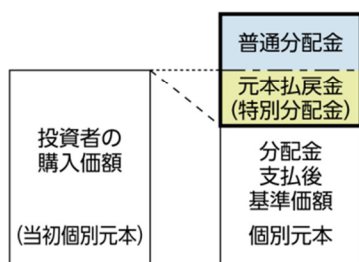 普通分配金
元本払戻金
(特別分配金)
投資者の
購入価額
(当初個別元本)
分配金
支払後
基準価額
個別元本